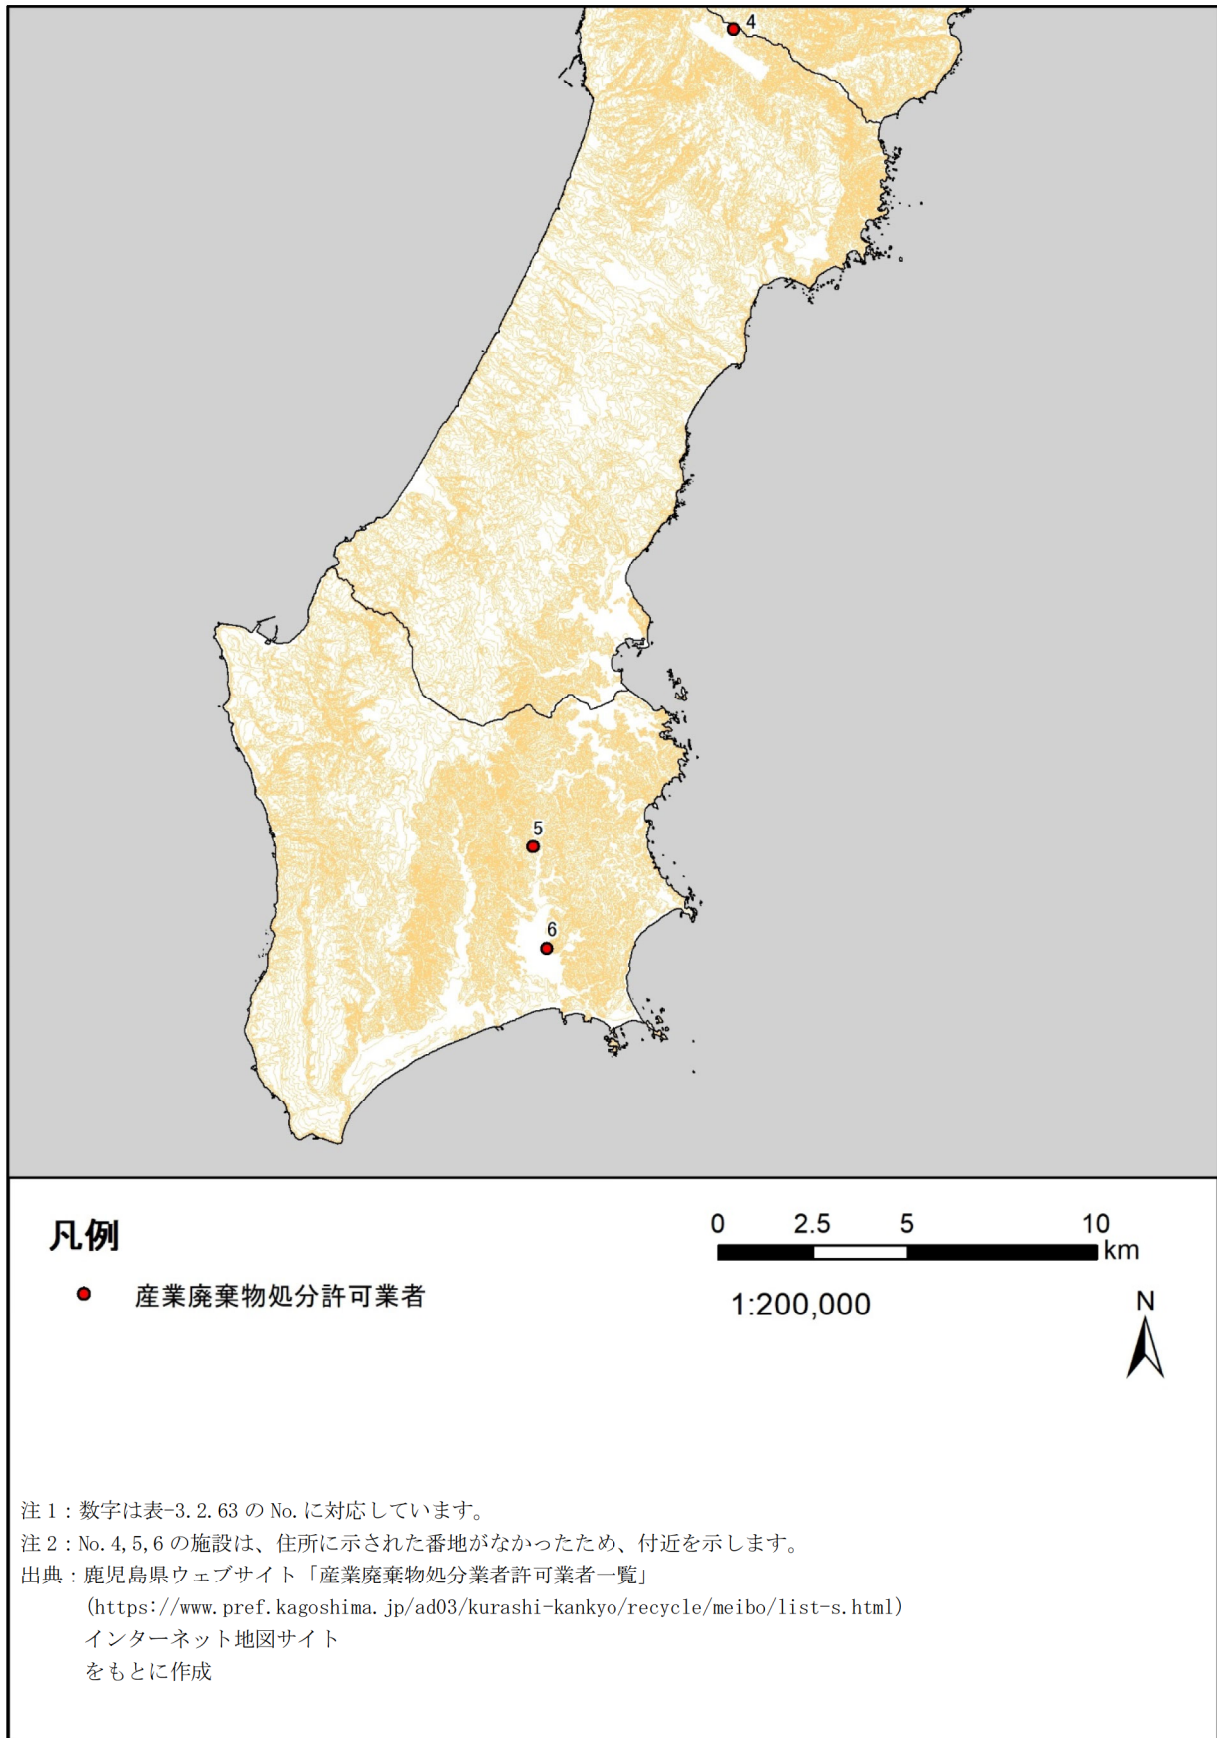 4
5
6
凡例
産業廃棄物処分許可業者
0 2.5 5 10
km
1:200,000
N
注1：数字は表-3.2.63のNo.に対応しています。
注2：No.4,5,6の施設は、住所に示された番地がなかったため、付近を示します。
出典：鹿児島県ウェブサイト「産業廃棄物処分業者許可業者一覧」
(https://www.pref.kagoshima.jp/ad03/kurashi-kankyo/recycle/meibo/list-s.html)
インターネット地図サイト
をもとに作成